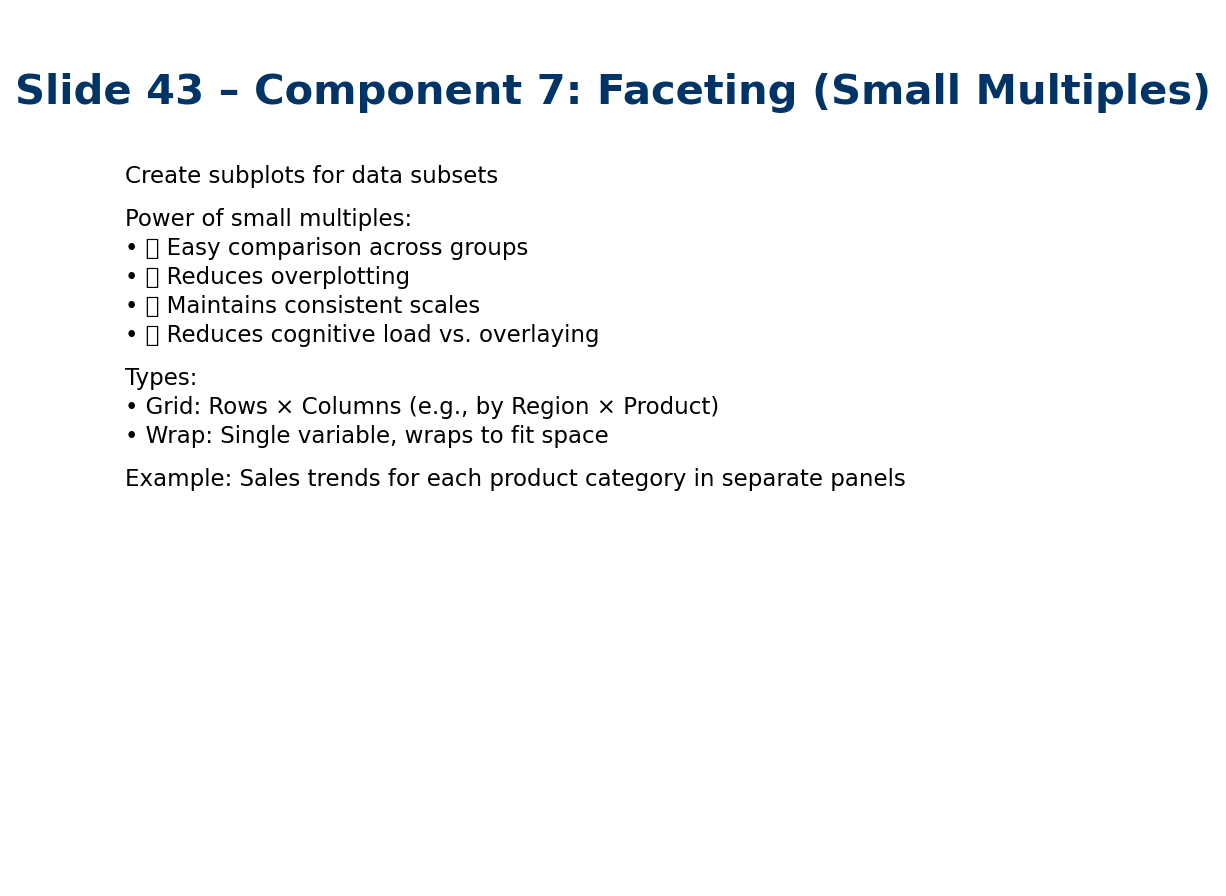 Slide 43 – Component 7: Faceting (Small Multiples)
Create subplots for data subsets
Power of small multiples:
• Easy comparison across groups
• Reduces overplotting
• Maintains consistent scales
• Reduces cognitive load vs. overlaying
Types:
• Grid: Rows × Columns (e.g., by Region × Product)
• Wrap: Single variable, wraps to fit space
Example: Sales trends for each product category in separate panels